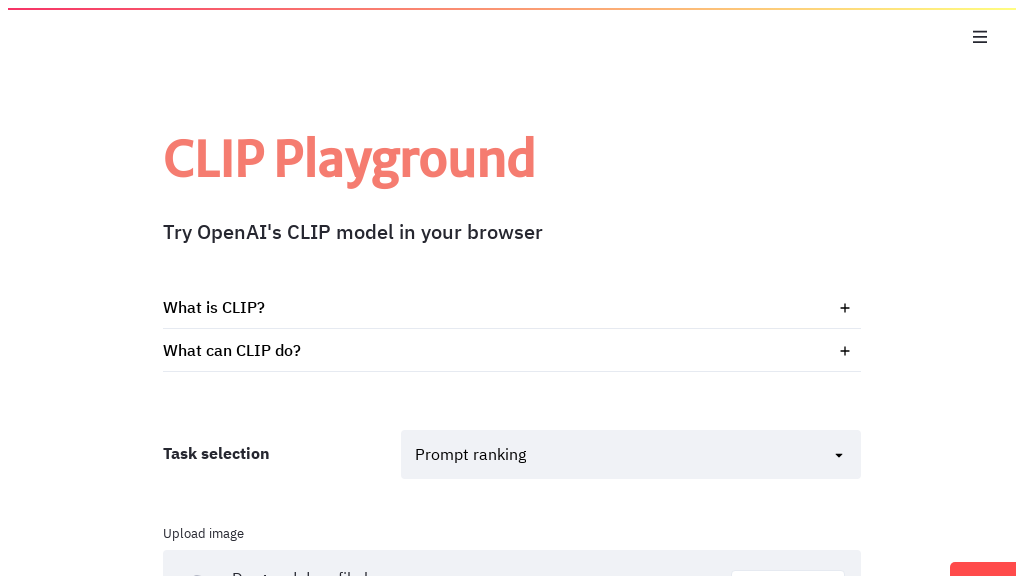 CLIP Playground
Try OpenAI's CLIP model in your browser
What is CLIP?
What can CLIP do?
Task selection
Prompt ranking
Upload image